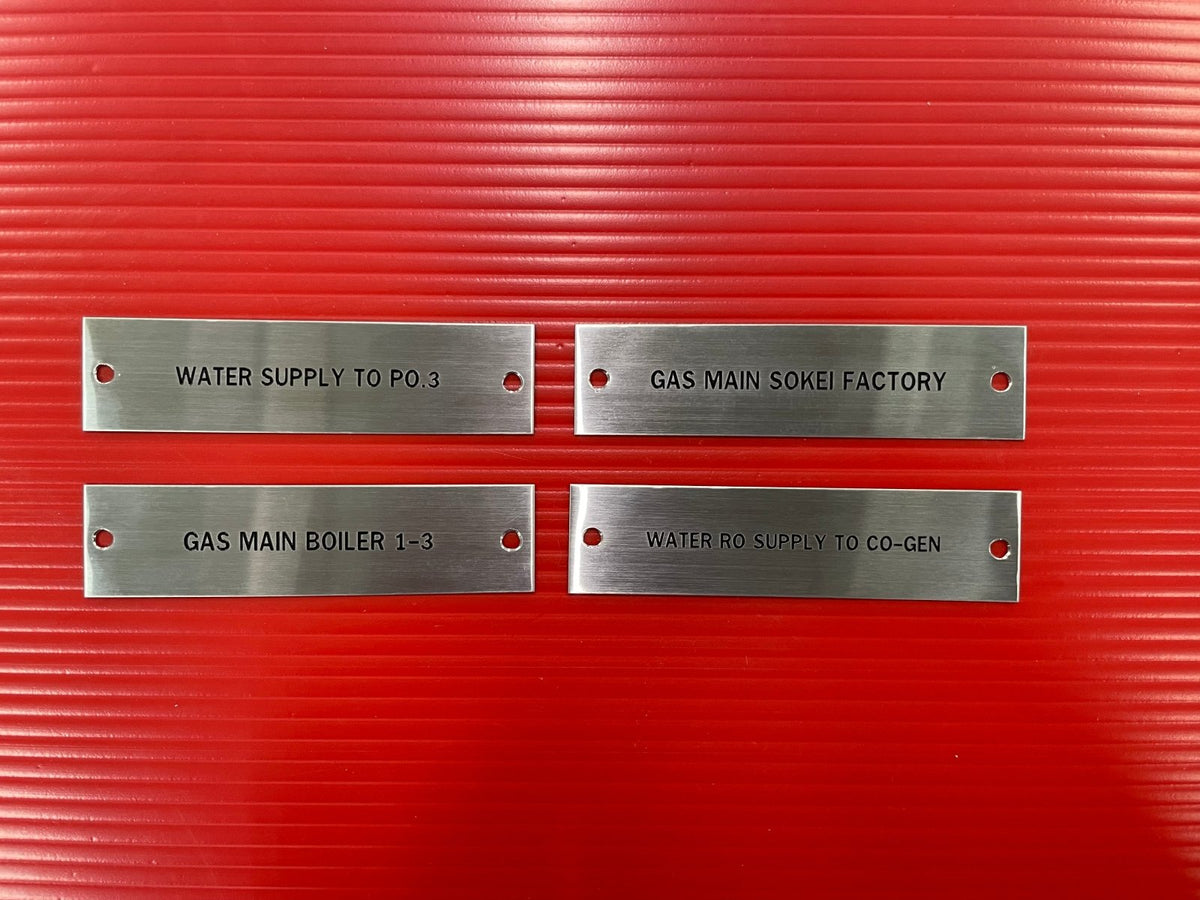 WATER SUPPLY TO PO.3
GAS MAIN SOKEI FACTORY
GAS MAIN BOILER 1-3
WATER RO SUPPLY TO CO-GEN